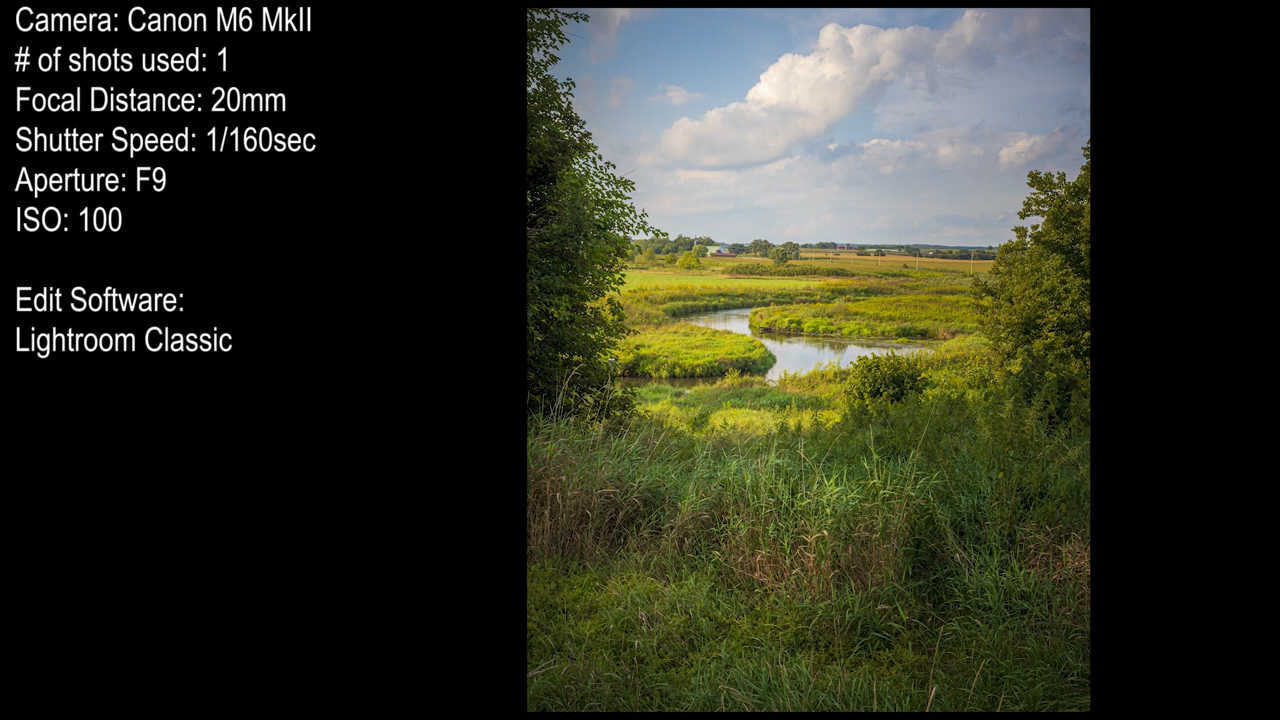 Camera: Canon M6 MkII
# of shots used: 1
Focal Distance: 20mm
Shutter Speed: 1/160sec
Aperture: F9
ISO: 100
Edit Software:
Lightroom Classic